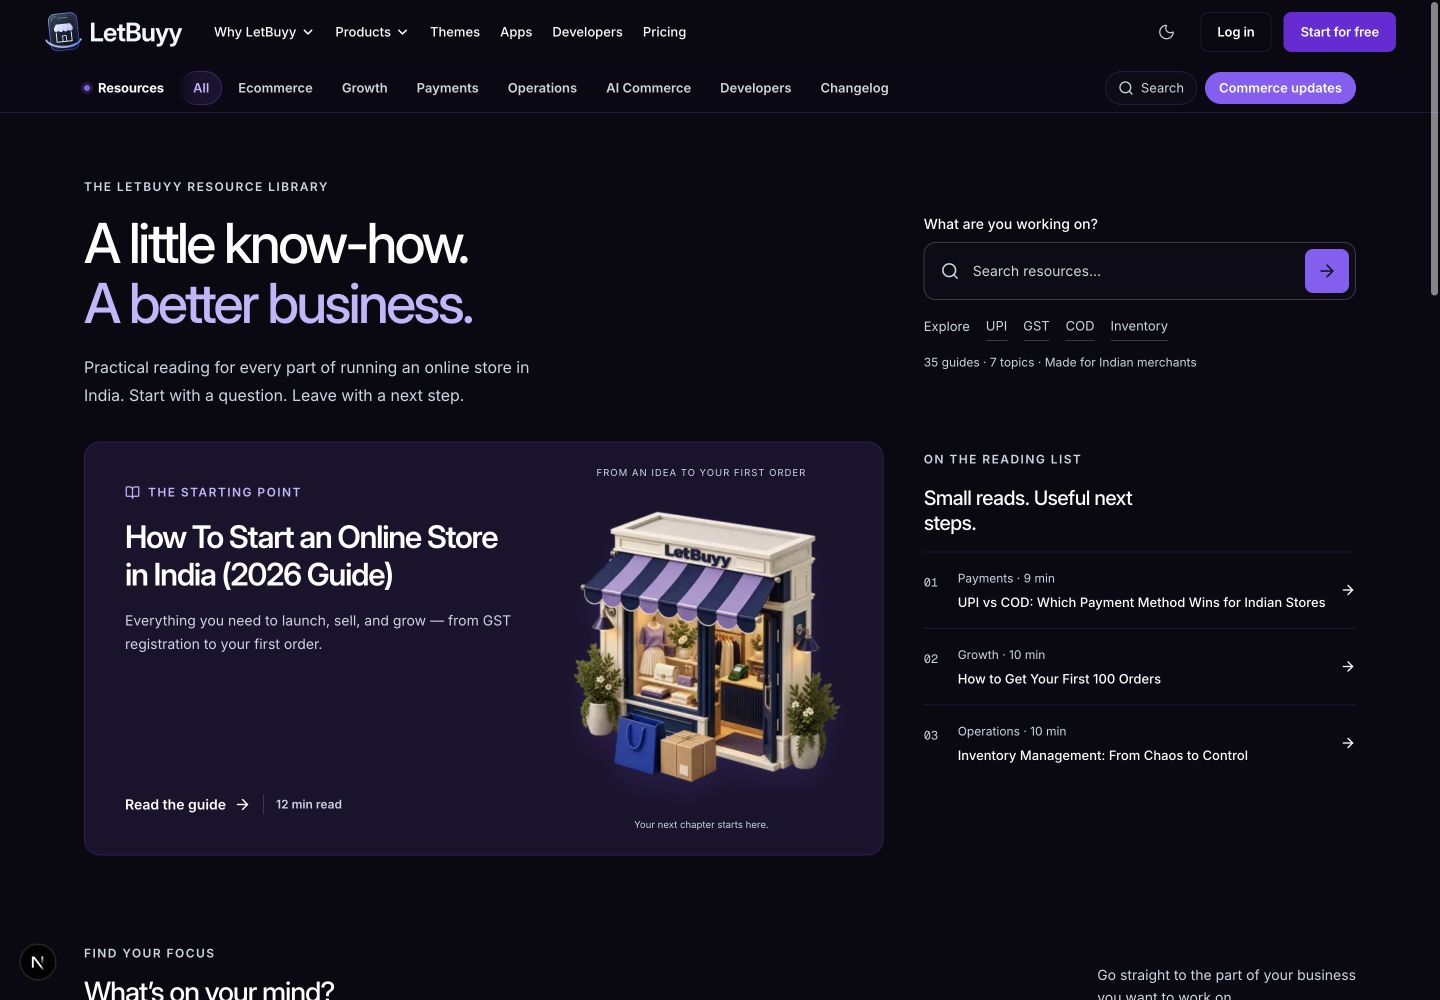 LetBuyy
Why LetBuyy
Products
Themes
Apps
Developers
Pricing
Log in
Start for free
Resources
All
Ecommerce
Growth
Payments
Operations
AI Commerce
Developers
Changelog
Search
Commerce updates
THE LETBUYY RESOURCE LIBRARY
A little know-how.
A better business.
Practical reading for every part of running an online store in
India. Start with a question. Leave with a next step.
What are you working on?
Search resources...
Explore UPI GST COD Inventory
35 guides · 7 topics · Made for Indian merchants
THE STARTING POINT
How To Start an Online Store
in India (2026 Guide)
Everything you need to launch, sell, and grow — from GST
registration to your first order.
Read the guide
12 min read
FROM AN IDEA TO YOUR FIRST ORDER
LetBuyy
Your next chapter starts here.
ON THE READING LIST
Small reads. Useful next
steps.
01
Payments · 9 min
UPI vs COD: Which Payment Method Wins for Indian Stores
02
Growth · 10 min
How to Get Your First 100 Orders
03
Operations · 10 min
Inventory Management: From Chaos to Control
N
FIND YOUR FOCUS
What's on your mind?
Go straight to the part of your business
you want to work on.